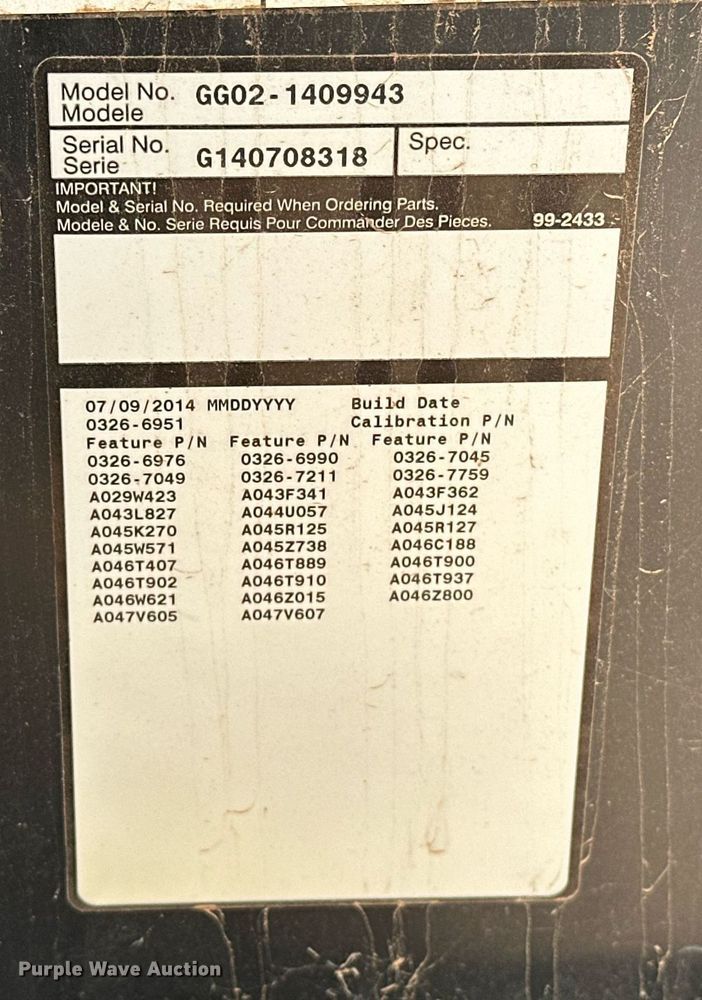 Model No. GG02-1409943
Modele
Serial No. G140708318 Spec.
Serie
IMPORTANT!
Model & Serial No. Required When Ordering Parts.
Modele & No. Serie Requis Pour Commander Des Pieces. 99-2433
07/09/2014 MMDDYYYY Build Date
0326-6951 Calibration P/N
Feature P/N Feature P/N Feature P/N
0326-6976 0326-6990 0326-7045
0326-7049 0326-7211 0326-7759
A029W423 A043F341 A043F362
A043L827 A044U057 A045J124
A045K270 A045R125 A045R127
A045W571 A045Z738 A046C188
A046T407 A046T889 A046T900
A046T902 A046T910 A046T937
A046W621 A046Z015 A046Z800
A047V605 A047V607
Purple Wave Auction